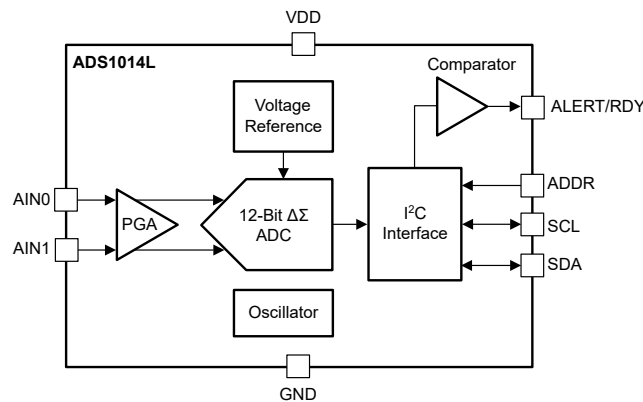 VDD
ADS1014L
Comparator
Voltage
Reference
ALERT/RDY
AIN0
PGA
12-Bit ΔΣ
ADC
I²C
Interface
ADDR
SCL
AIN1
SDA
Oscillator
GND